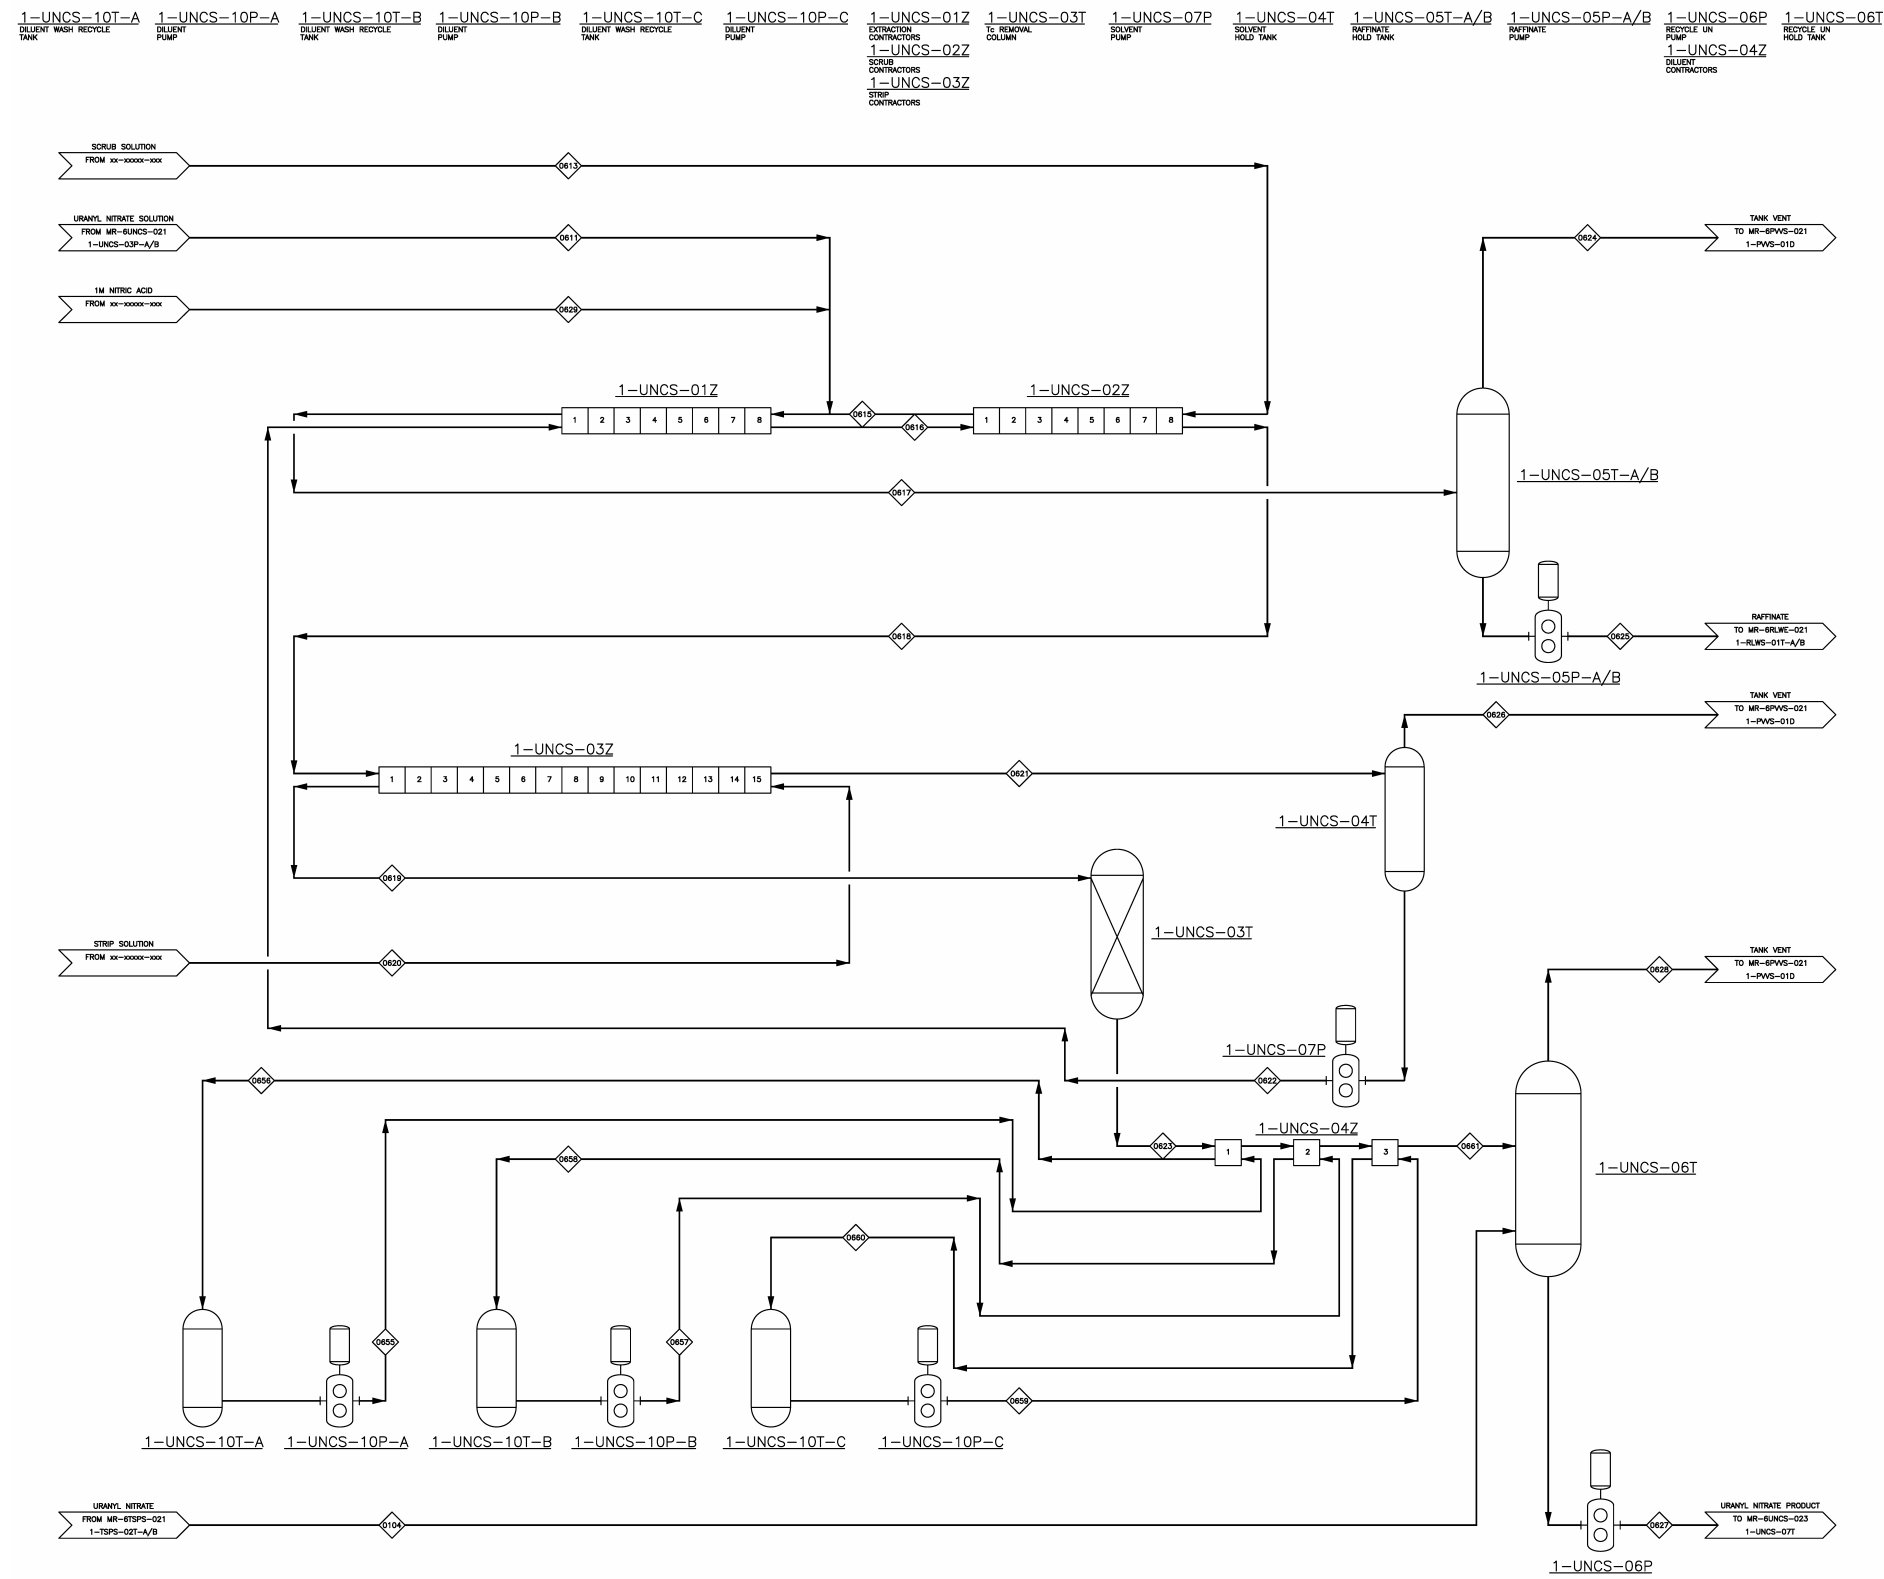 1-UNCS-10T-A
DILUENT WASH RECYCLE
TANK
1-UNCS-10P-A
DILUENT
PUMP
1-UNCS-10T-B
DILUENT WASH RECYCLE
TANK
1-UNCS-10P-B
DILUENT
PUMP
1-UNCS-10T-C
DILUENT WASH RECYCLE
TANK
1-UNCS-10P-C
DILUENT
PUMP
1-UNCS-01Z
EXTRACTION
CONTRACTORS
1-UNCS-02Z
SCRUB
CONTRACTORS
1-UNCS-03Z
STRIP
CONTRACTORS
1-UNCS-03T
Tc REMOVAL
COLUMN
1-UNCS-07P
SOLVENT
PUMP
1-UNCS-04T
SOLVENT
HOLD TANK
1-UNCS-05T-A/B
RAFFINATE
HOLD TANK
1-UNCS-05P-A/B
RAFFINATE
PUMP
1-UNCS-06P
RECYCLE UN
PUMP
1-UNCS-04Z
DILUENT
CONTRACTORS
1-UNCS-06T
RECYCLE UN
HOLD TANK
SCRUB SOLUTION
FROM xx-xxxxx-xxx
0613
URANYL NITRATE SOLUTION
FROM MR-6UNCS-021
1-UNCS-03P-A/B
0611
0624
TANK VENT
TO MR-6PVVS-021
1-PVVS-01D
1M NITRIC ACID
FROM xx-xxxxx-xxx
0629
1-UNCS-01Z
1 2 3 4 5 6 7 8
0615
0616
1-UNCS-02Z
1 2 3 4 5 6 7 8
1-UNCS-05T-A/B
0617
0618
0625
RAFFINATE
TO MR-6RLWE-021
1-RLWS-01T-A/B
1-UNCS-05P-A/B
0626
TANK VENT
TO MR-6PVVS-021
1-PVVS-01D
1-UNCS-03Z
1 2 3 4 5 6 7 8 9 10 11 12 13 14 15
0621
1-UNCS-04T
0619
1-UNCS-03T
STRIP SOLUTION
FROM xx-xxxxx-xxx
0620
0628
TANK VENT
TO MR-6PVVS-021
1-PVVS-01D
1-UNCS-07P
0656
0622
1-UNCS-04Z
0623
1
2
3
0661
0658
1-UNCS-06T
0660
0655
0657
0659
1-UNCS-10T-A
1-UNCS-10P-A
1-UNCS-10T-B
1-UNCS-10P-B
1-UNCS-10T-C
1-UNCS-10P-C
URANYL NITRATE
FROM MR-6TSPS-021
1-TSPS-02T-A/B
0104
0627
URANYL NITRATE PRODUCT
TO MR-6UNCS-023
1-UNCS-07T
1-UNCS-06P